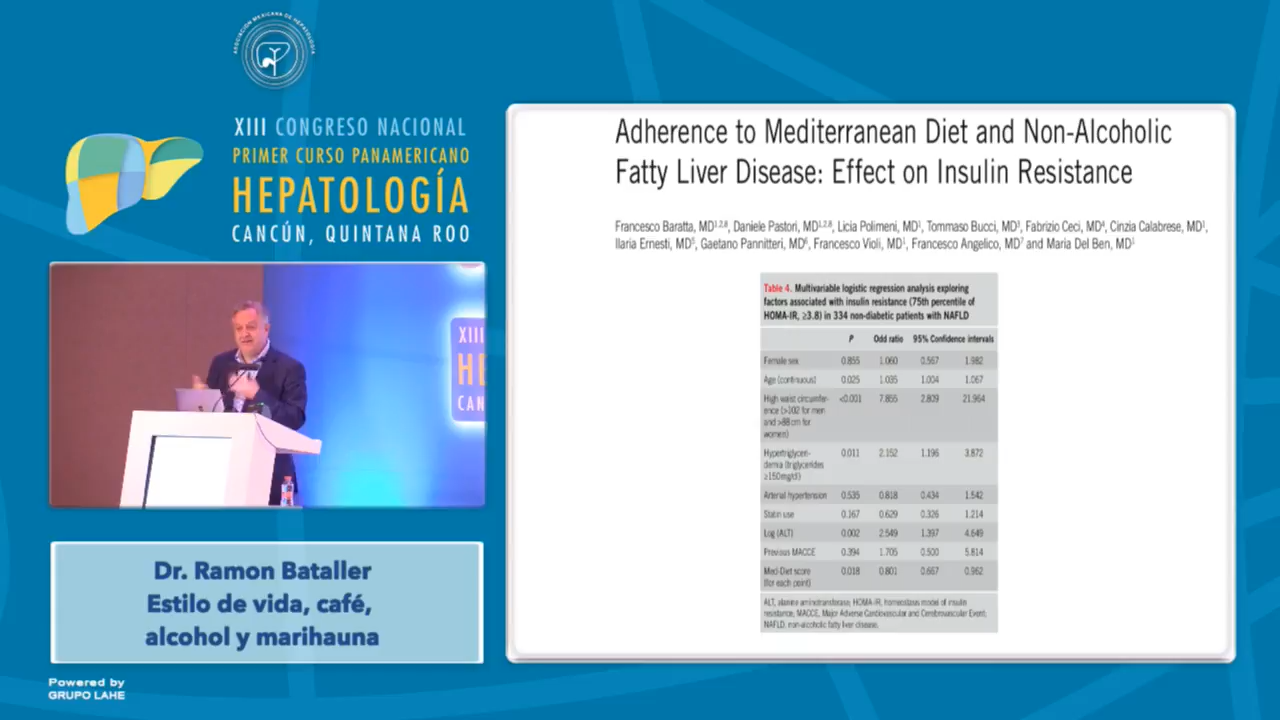 ASOCIACIÓN MEXICANA DE HEPATOLOGÍA
XIII CONGRESO NACIONAL
PRIMER CURSO PANAMERICANO
HEPATOLOGÍA
CANCÚN, QUINTANA ROO
XIII
HE
CAN
Dr. Ramon Bataller
Estilo de vida, café,
alcohol y marihauna
Powered by
GRUPO LAHE
Adherence to Mediterranean Diet and Non-Alcoholic
Fatty Liver Disease: Effect on Insulin Resistance
Francesco Baratta, MD1,2,8, Daniele Pastori, MD1,2,8, Licia Polimeni, MD1, Tommaso Bucci, MD3, Fabrizio Ceci, MD4, Cinzia Calabrese, MD1,
Ilaria Ernesti, MD5, Gaetano Pannitteri, MD6, Francesco Violi, MD1, Francesco Angelico, MD7 and Maria Del Ben, MD1
Table 4. Multivariable logistic regression analysis exploring
factors associated with insulin resistance (75th percentile of
HOMA-IR, ≥3.8) in 334 non-diabetic patients with NAFLD
P Odd ratio 95% Confidence intervals
Female sex 0.855 1.060 0.567 1.982
Age (continuous) 0.025 1.035 1.004 1.067
High waist circumfer- <0.001 7.855 2.809 21.964
ence (>102 for men
and >88 cm for
women)
Hypertriglyceri- 0.011 2.152 1.196 3.872
demia (triglycerides
≥150mg/dl)
Arterial hypertension 0.535 0.818 0.434 1.542
Statin use 0.167 0.629 0.326 1.214
Log (ALT) 0.002 2.549 1.397 4.649
Previous MACCE 0.394 1.705 0.500 5.814
Med-Diet score 0.018 0.801 0.667 0.962
(for each point)
ALT, alanine aminotransferase; HOMA-IR, homeostasis model of insulin
resistance; MACCE, Major Adverse Cardiovascular and Cerebrovascular Event;
NAFLD, non-alcoholic fatty liver disease.